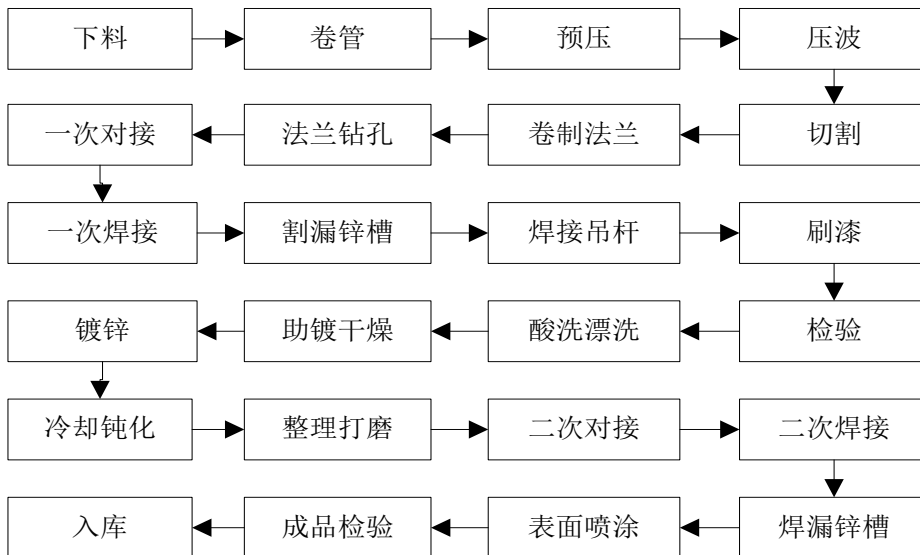 下料
卷管
预压
压波
一次对接
法兰钻孔
卷制法兰
切割
一次焊接
割漏锌槽
焊接吊杆
刷漆
镀锌
助镀干燥
酸洗漂洗
检验
冷却钝化
整理打磨
二次对接
二次焊接
入库
成品检验
表面喷涂
焊漏锌槽